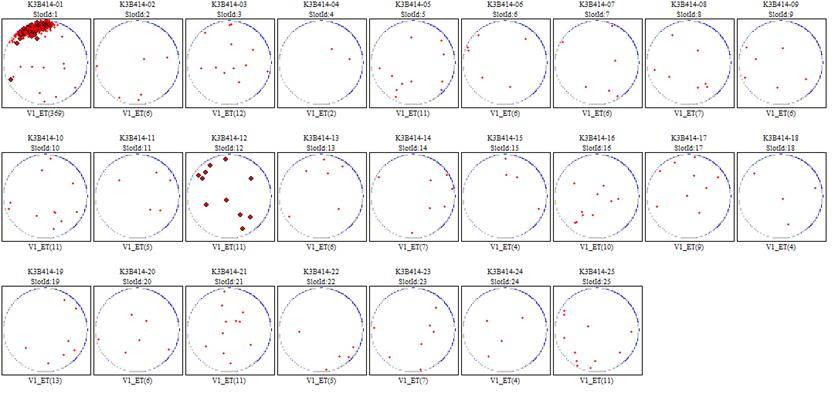 K3B414-01 K3B414-02 K3B414-03 K3B414-04 K3B414-05 K3B414-06 K3B414-07 K3B414-08 K3B414-09
SlotId:1 SlotId:2 SlotId:3 SlotId:4 SlotId:5 SlotId:6 SlotId:7 SlotId:8 SlotId:9
V1_ET(369) V1_ET(6) V1_ET(12) V1_ET(2) V1_ET(11) V1_ET(6) V1_ET(6) V1_ET(7) V1_ET(6)
K3B414-10 K3B414-11 K3B414-12 K3B414-13 K3B414-14 K3B414-15 K3B414-16 K3B414-17 K3B414-18
SlotId:10 SlotId:11 SlotId:12 SlotId:13 SlotId:14 SlotId:15 SlotId:16 SlotId:17 SlotId:18
V1_ET(11) V1_ET(5) V1_ET(11) V1_ET(6) V1_ET(7) V1_ET(4) V1_ET(10) V1_ET(9) V1_ET(4)
K3B414-19 K3B414-20 K3B414-21 K3B414-22 K3B414-23 K3B414-24 K3B414-25
SlotId:19 SlotId:20 SlotId:21 SlotId:22 SlotId:23 SlotId:24 SlotId:25
V1_ET(13) V1_ET(6) V1_ET(11) V1_ET(5) V1_ET(7) V1_ET(4) V1_ET(11)